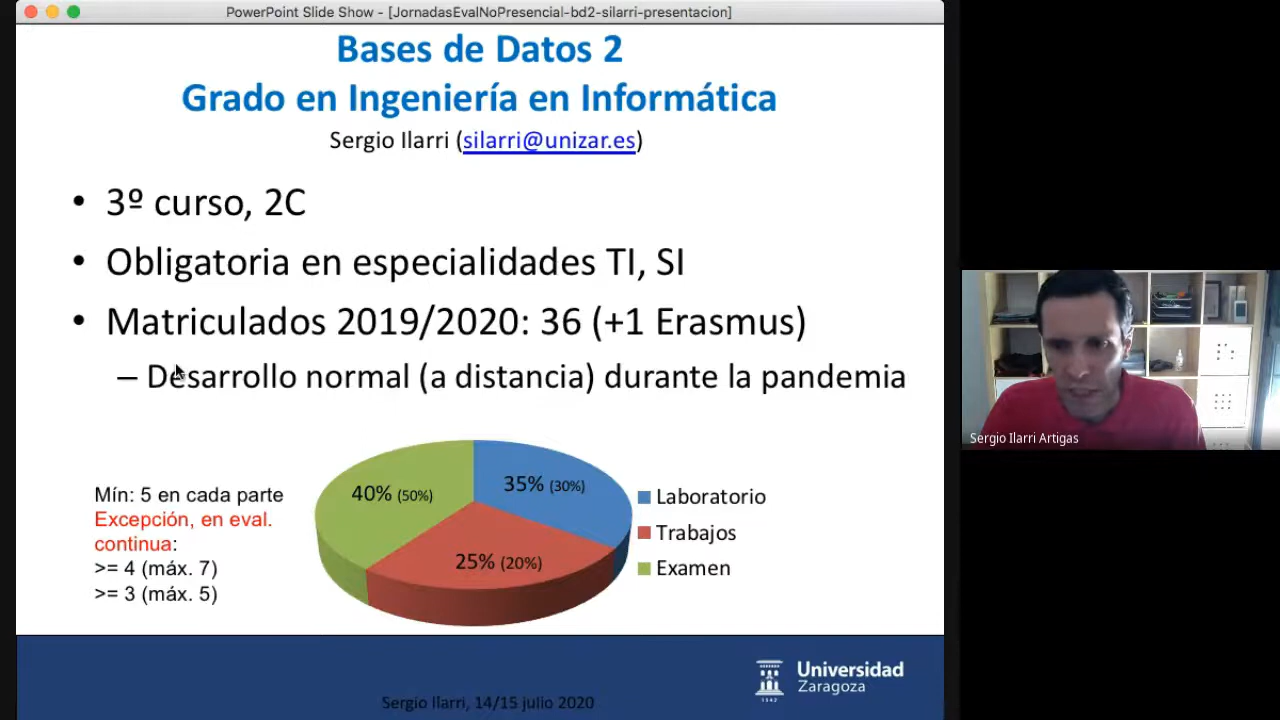 PowerPoint Slide Show - [JornadasEvalNoPresencial-bd2-silarri-presentacion]
Bases de Datos 2
Grado en Ingeniería en Informática
Sergio Ilarri (silarri@unizar.es)
• 3º curso, 2C
• Obligatoria en especialidades TI, SI
• Matriculados 2019/2020: 36 (+1 Erasmus)
– Desarrollo normal (a distancia) durante la pandemia
Mín: 5 en cada parte
Excepción, en eval.
continua:
>= 4 (máx. 7)
>= 3 (máx. 5)
40% (50%)
35% (30%)
25% (20%)
Laboratorio
Trabajos
Examen
Sergio Ilarri Artigas
Universidad
Zaragoza
1542
Sergio Ilarri, 14/15 julio 2020